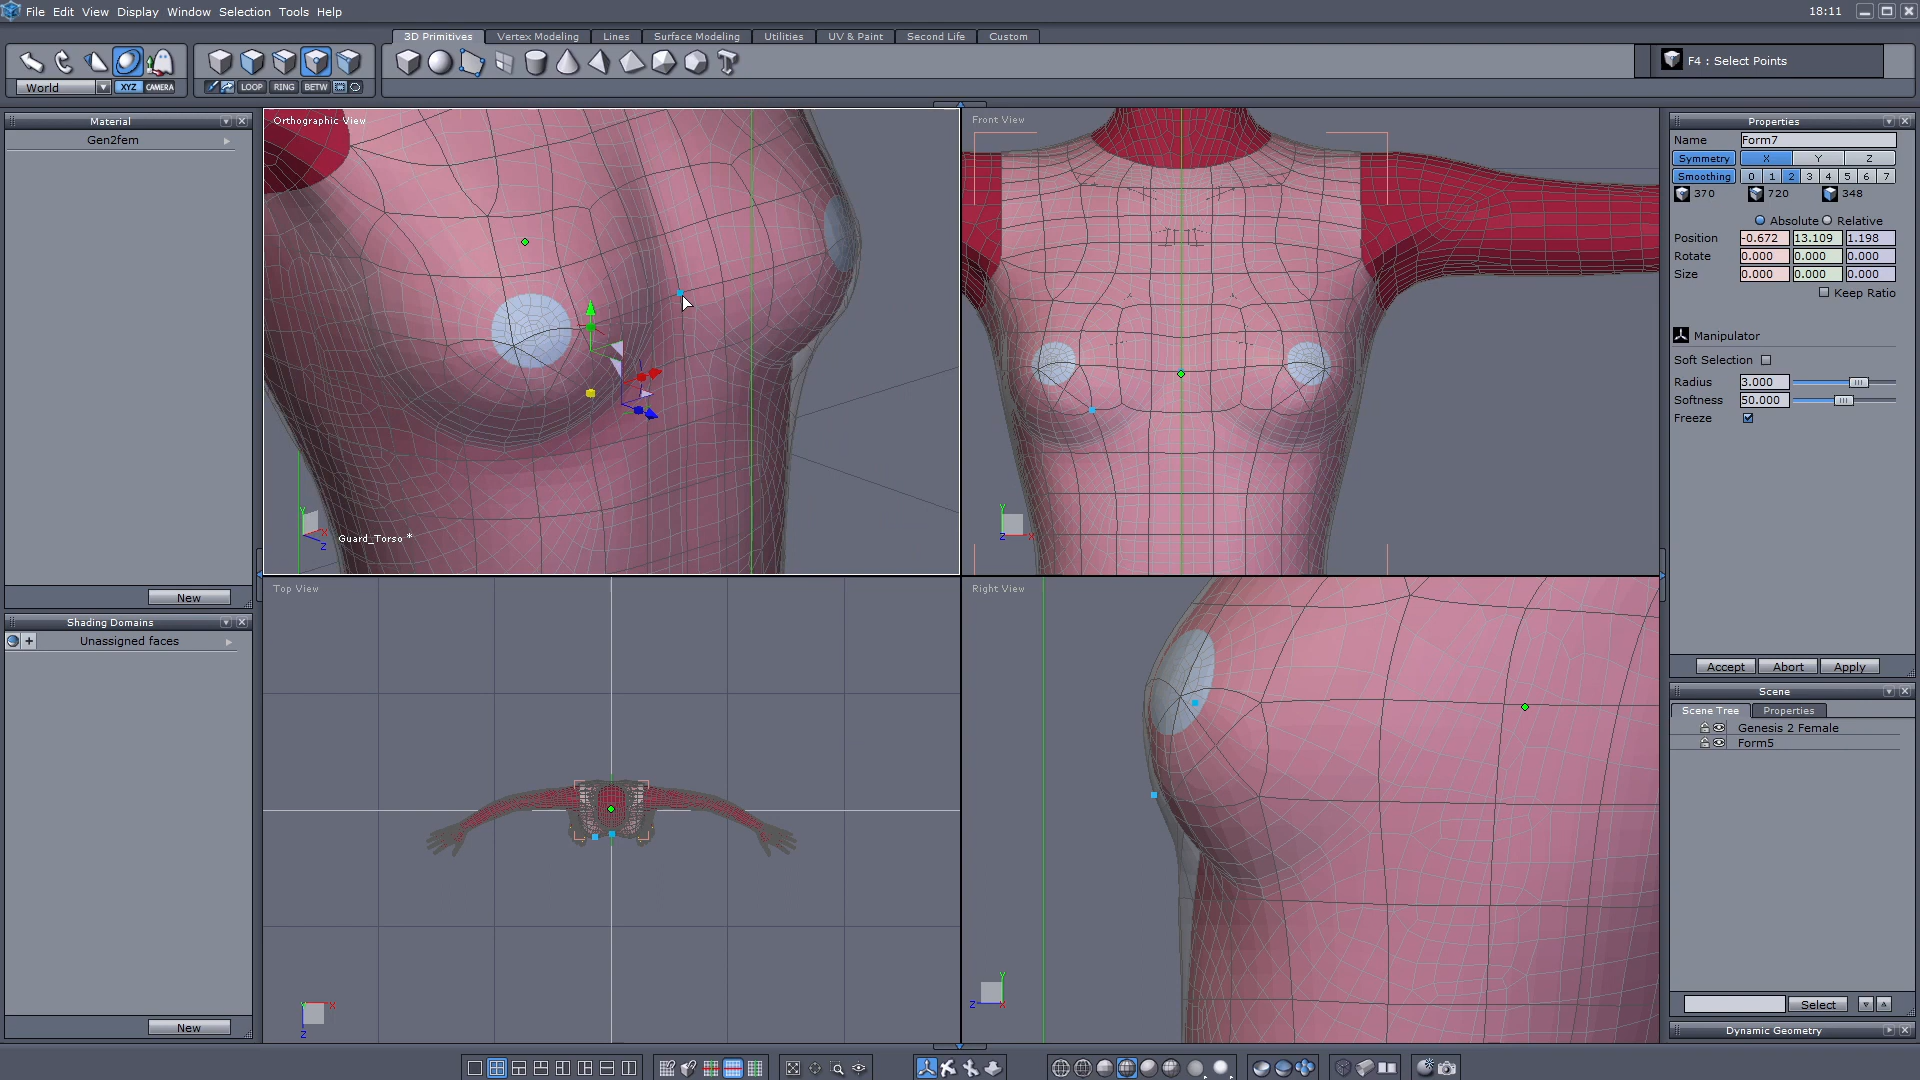 File Edit View Display Window Selection Tools Help
18:11
3D Primitives Vertex Modeling Lines Surface Modeling Utilities UV & Paint Second Life Custom
F4 : Select Points
World XYZ CAMERA LOOP RING BETW
Material
Gen2fem
New
Shading Domains
Unassigned faces
New
Orthographic View
Guard_Torso *
Y
X
Z
Front View
Y
Z
X
Top View
Y
X
Z
Right View
Y
Z
X
Properties
Name Form7
Symmetry X Y Z
Smoothing 0 1 2 3 4 5 6 7
370 720 348
Absolute Relative
Position -0.672 13.109 1.198
Rotate 0.000 0.000 0.000
Size 0.000 0.000 0.000
Keep Ratio
Manipulator
Soft Selection
Radius 3.000
Softness 50.000
Freeze
Accept Abort Apply
Scene
Scene Tree Properties
Genesis 2 Female
Form5
Select
Dynamic Geometry